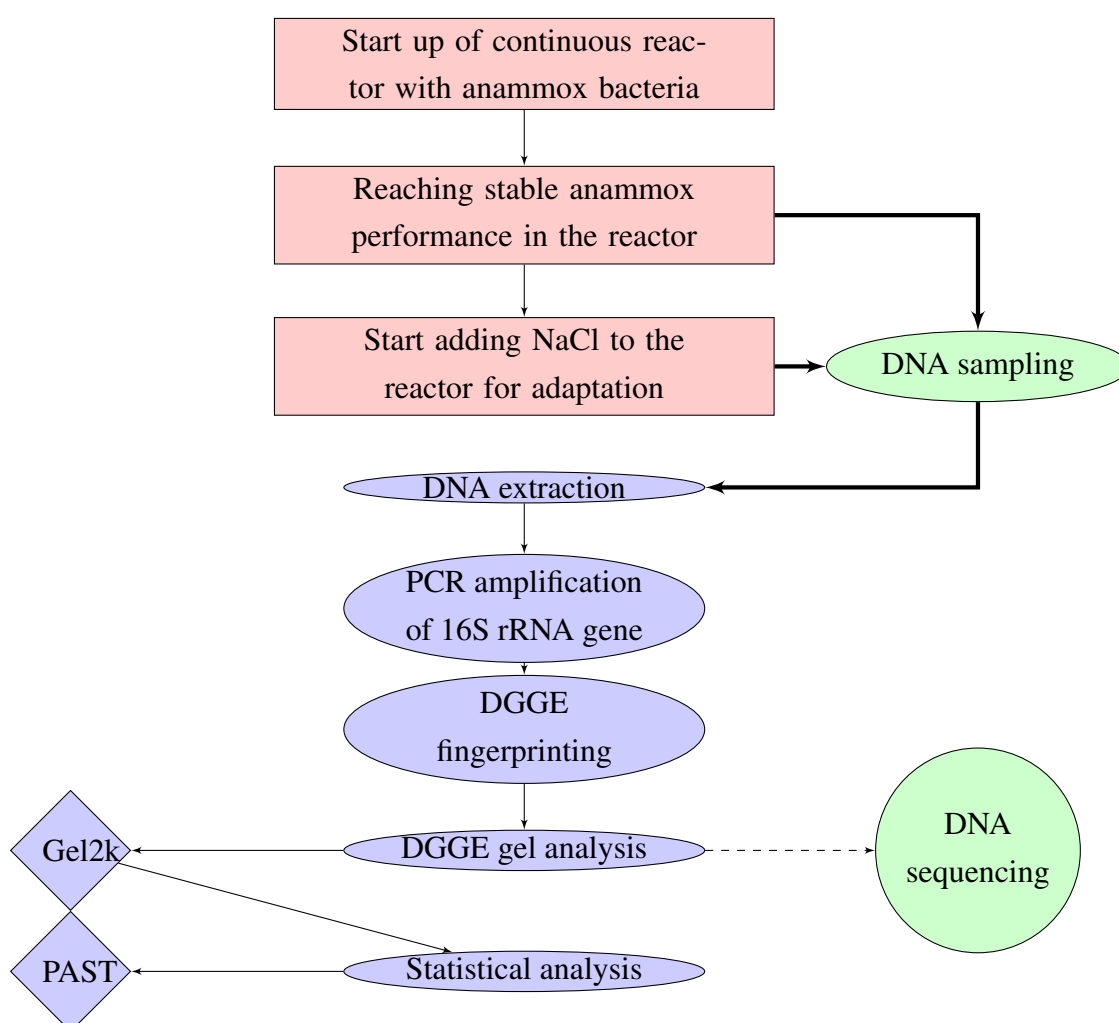 Start up of continuous reac-
tor with anammox bacteria
Reaching stable anammox
performance in the reactor
Start adding NaCl to the
reactor for adaptation
DNA sampling
DNA extraction
PCR amplification
of 16S rRNA gene
DGGE
fingerprinting
DGGE gel analysis
Gel2k
DNA
sequencing
Statistical analysis
PAST